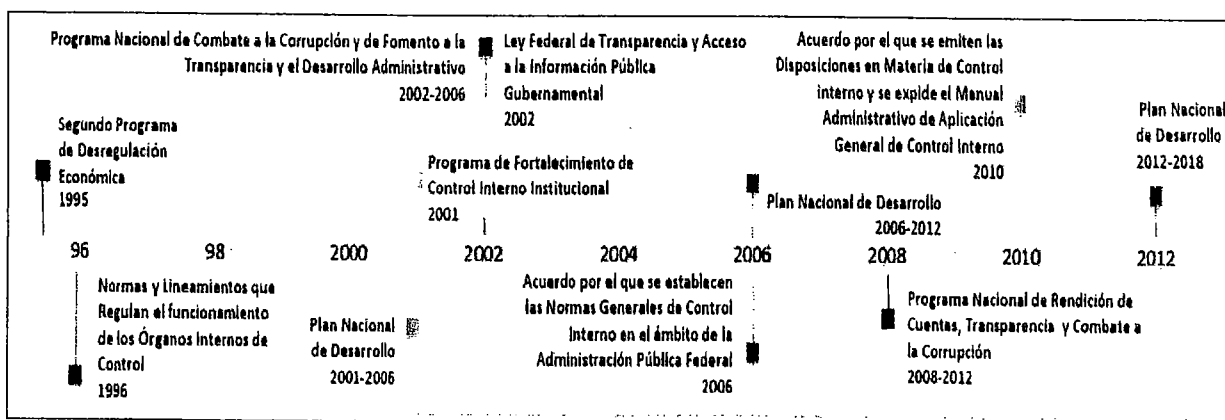 Programa Nacional de Combate a la Corrupción y de Fomento a la
Transparencia y el Desarrollo Administrativo
2002-2006
Ley Federal de Transparencia y Acceso
a la Información Pública
Gubernamental
2002
Acuerdo por el que se emiten las
Disposiciones en Materia de Control
interno y se expide el Manual
Administrativo de Aplicación
General de Control Interno
2010
Plan Nacional
de Desarrollo
2012-2018
Segundo Programa
de Desregulación
Económica
1995
Programa de Fortalecimiento de
Control Interno Institucional
2001
Plan Nacional de Desarrollo
2006-2012
96 98 2000 2002 2004 2006 2008 2010 2012
Normas y Lineamientos que
Regulan el funcionamiento
de los Órganos Internos de
Control
1996
Plan Nacional
de Desarrollo
2001-2006
Acuerdo por el que se establecen
las Normas Generales de Control
Interno en el ámbito de la
Administración Pública Federal
2006
Programa Nacional de Rendición de
Cuentas, Transparencia y Combate a
la Corrupción
2008-2012